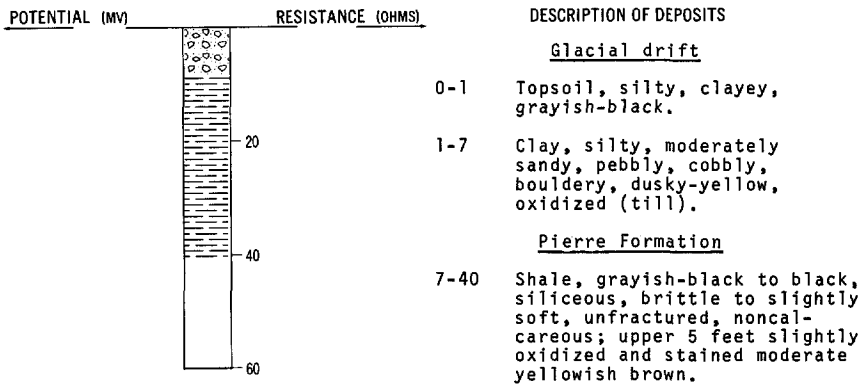 POTENTIAL (MV) RESISTANCE (OHMS) DESCRIPTION OF DEPOSITS
Glacial drift
0-1 Topsoil, silty, clayey,
grayish-black.
20
1-7 Clay, silty, moderately
sandy, pebbly, cobbly,
bouldery, dusky-yellow,
oxidized (till).
Pierre Formation
40
7-40 Shale, grayish-black to black,
siliceous, brittle to slightly
soft, unfractured, noncal-
careous; upper 5 feet slightly
oxidized and stained moderate
60
yellowish brown.